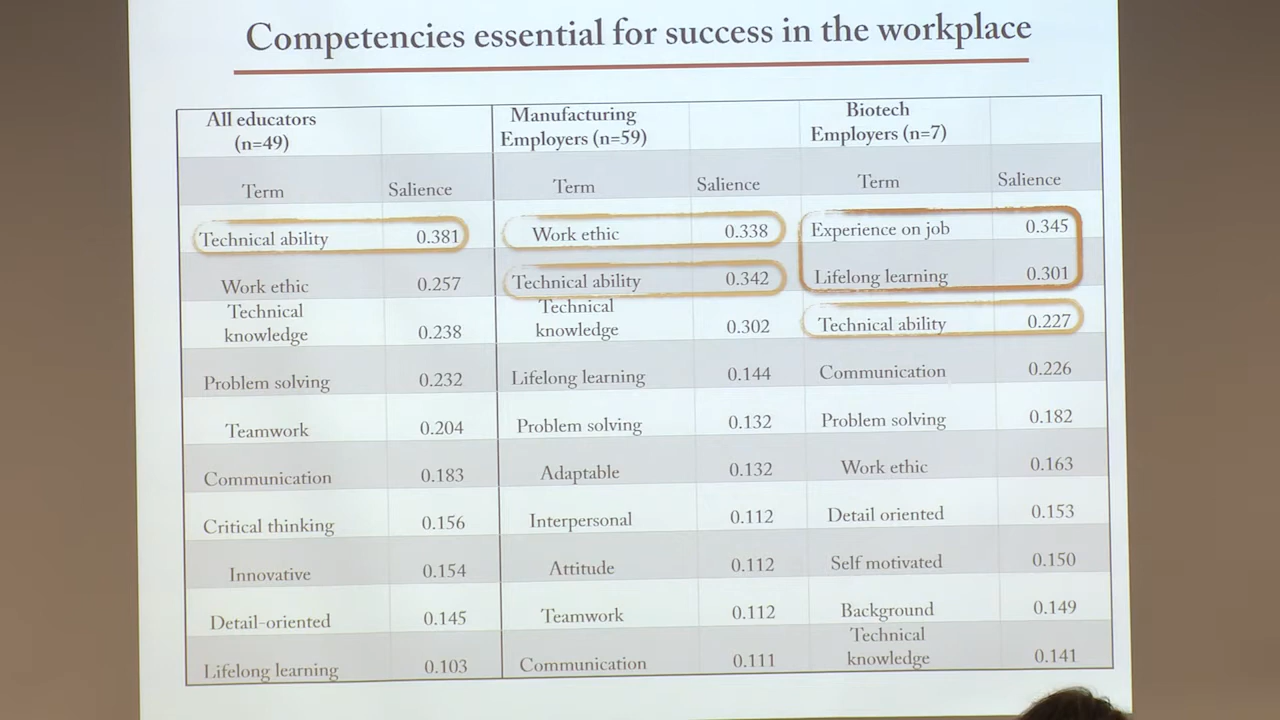 Competencies essential for success in the workplace
All educators (n=49) Manufacturing Employers (n=59) Biotech Employers (n=7)
Term Salience Term Salience Term Salience
Technical ability 0.381 Work ethic 0.338 Experience on job 0.345
Work ethic 0.257 Technical ability 0.342 Lifelong learning 0.301
Technical knowledge 0.238 Technical knowledge 0.302 Technical ability 0.227
Problem solving 0.232 Lifelong learning 0.144 Communication 0.226
Teamwork 0.204 Problem solving 0.132 Problem solving 0.182
Communication 0.183 Adaptable 0.132 Work ethic 0.163
Critical thinking 0.156 Interpersonal 0.112 Detail oriented 0.153
Innovative 0.154 Attitude 0.112 Self motivated 0.150
Detail-oriented 0.145 Teamwork 0.112 Background 0.149
Lifelong learning 0.103 Communication 0.111 Technical knowledge 0.141